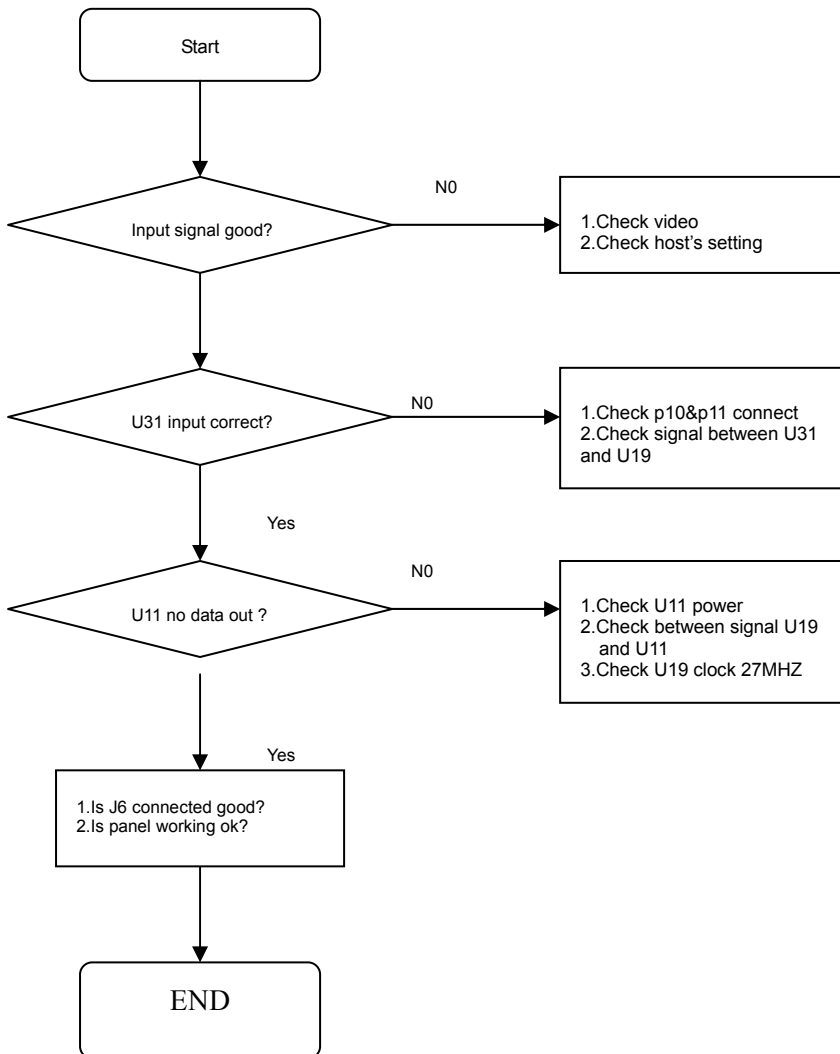 Start
Input signal good?
N0
1.Check video
2.Check host's setting
U31 input correct?
N0
1.Check p10&p11 connect
2.Check signal between U31
and U19
Yes
U11 no data out ?
N0
1.Check U11 power
2.Check between signal U19
and U11
3.Check U19 clock 27MHZ
Yes
1.Is J6 connected good?
2.Is panel working ok?
END